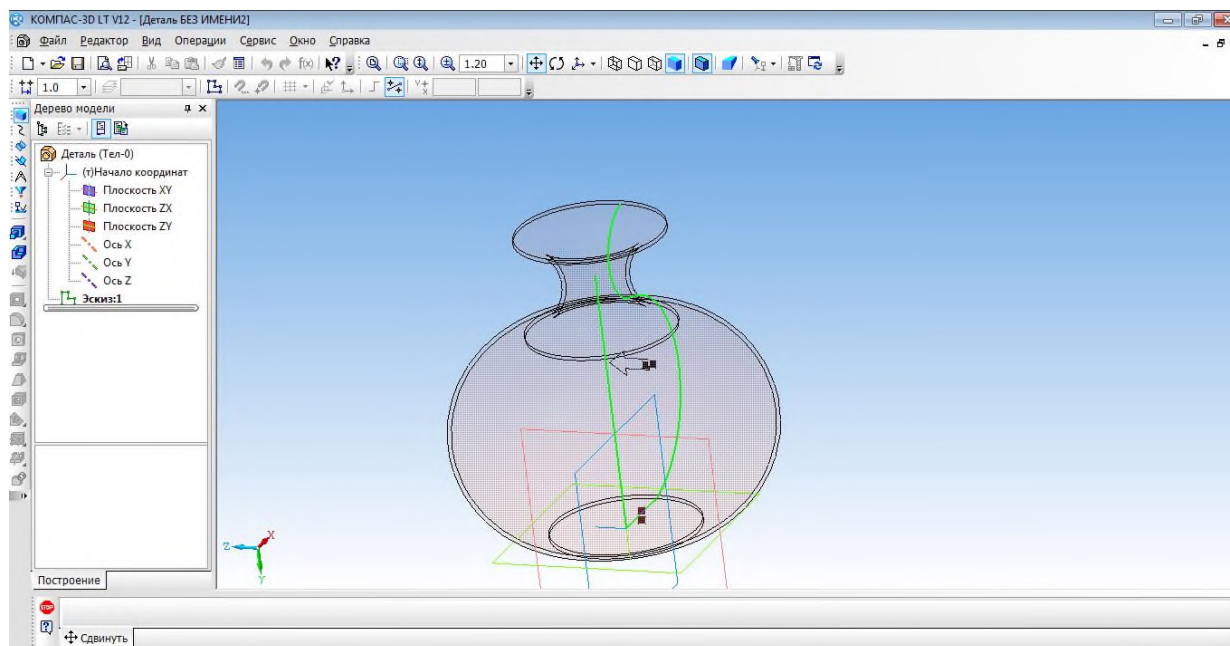 КОМПАС-3D LT V12 - [Деталь БЕЗ ИМЕНИ2]
Файл Редактор Вид Операции Сервис Окно Справка
f(x) 1.20
1.0
Дерево модели
Деталь (Тел-0)
(т)Начало координат
Плоскость XY
Плоскость ZX
Плоскость ZY
Ось X
Ось Y
Ось Z
Эскиз:1
X
Z
Y
Построение
STOP
Сдвинуть